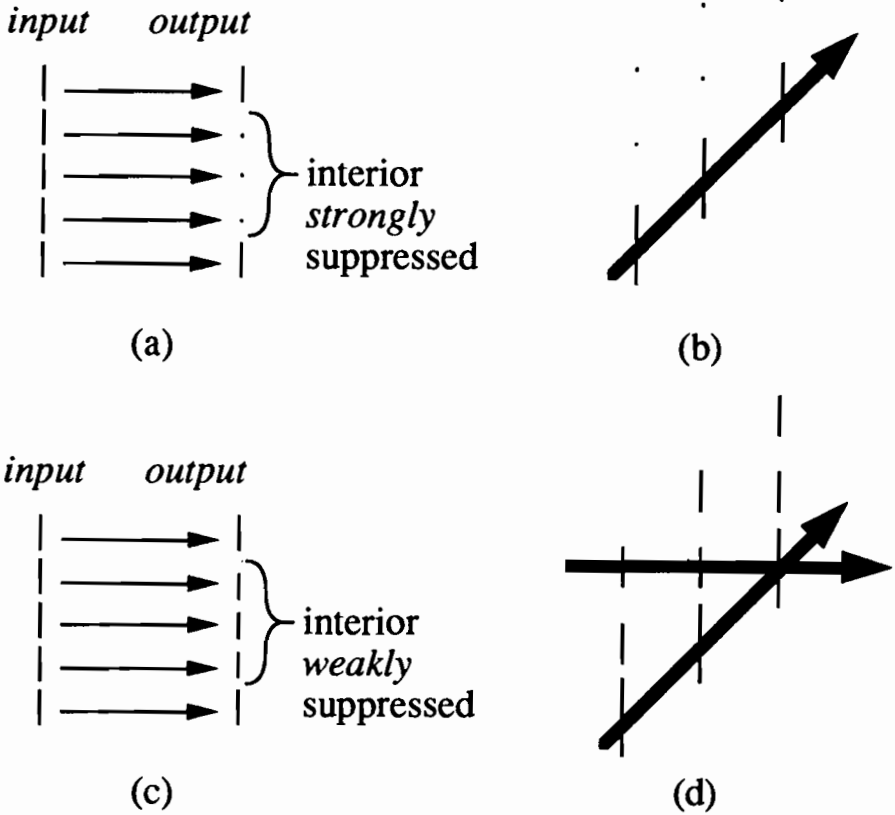 input output
interior
strongly
suppressed
(a)
(b)
input output
interior
weakly
suppressed
(c)
(d)